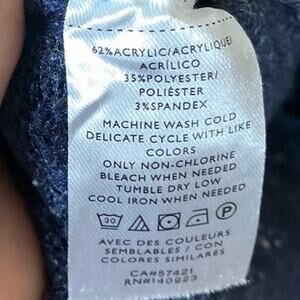 62%ACRYLIC/ACRYLIQUE/
ACRÍLICO
35%POLYESTER/
POLIÉSTER
3%SPANDEX
MACHINE WASH COLD
DELICATE CYCLE WITH LIKE
COLORS
ONLY NON-CHLORINE
BLEACH WHEN NEEDED
TUMBLE DRY LOW
COOL IRON WHEN NEEDED
30 P
AVEC DES COULEURS
SEMBLABLES / CON
COLORES SIMILARES
CA#57421
RN#140923